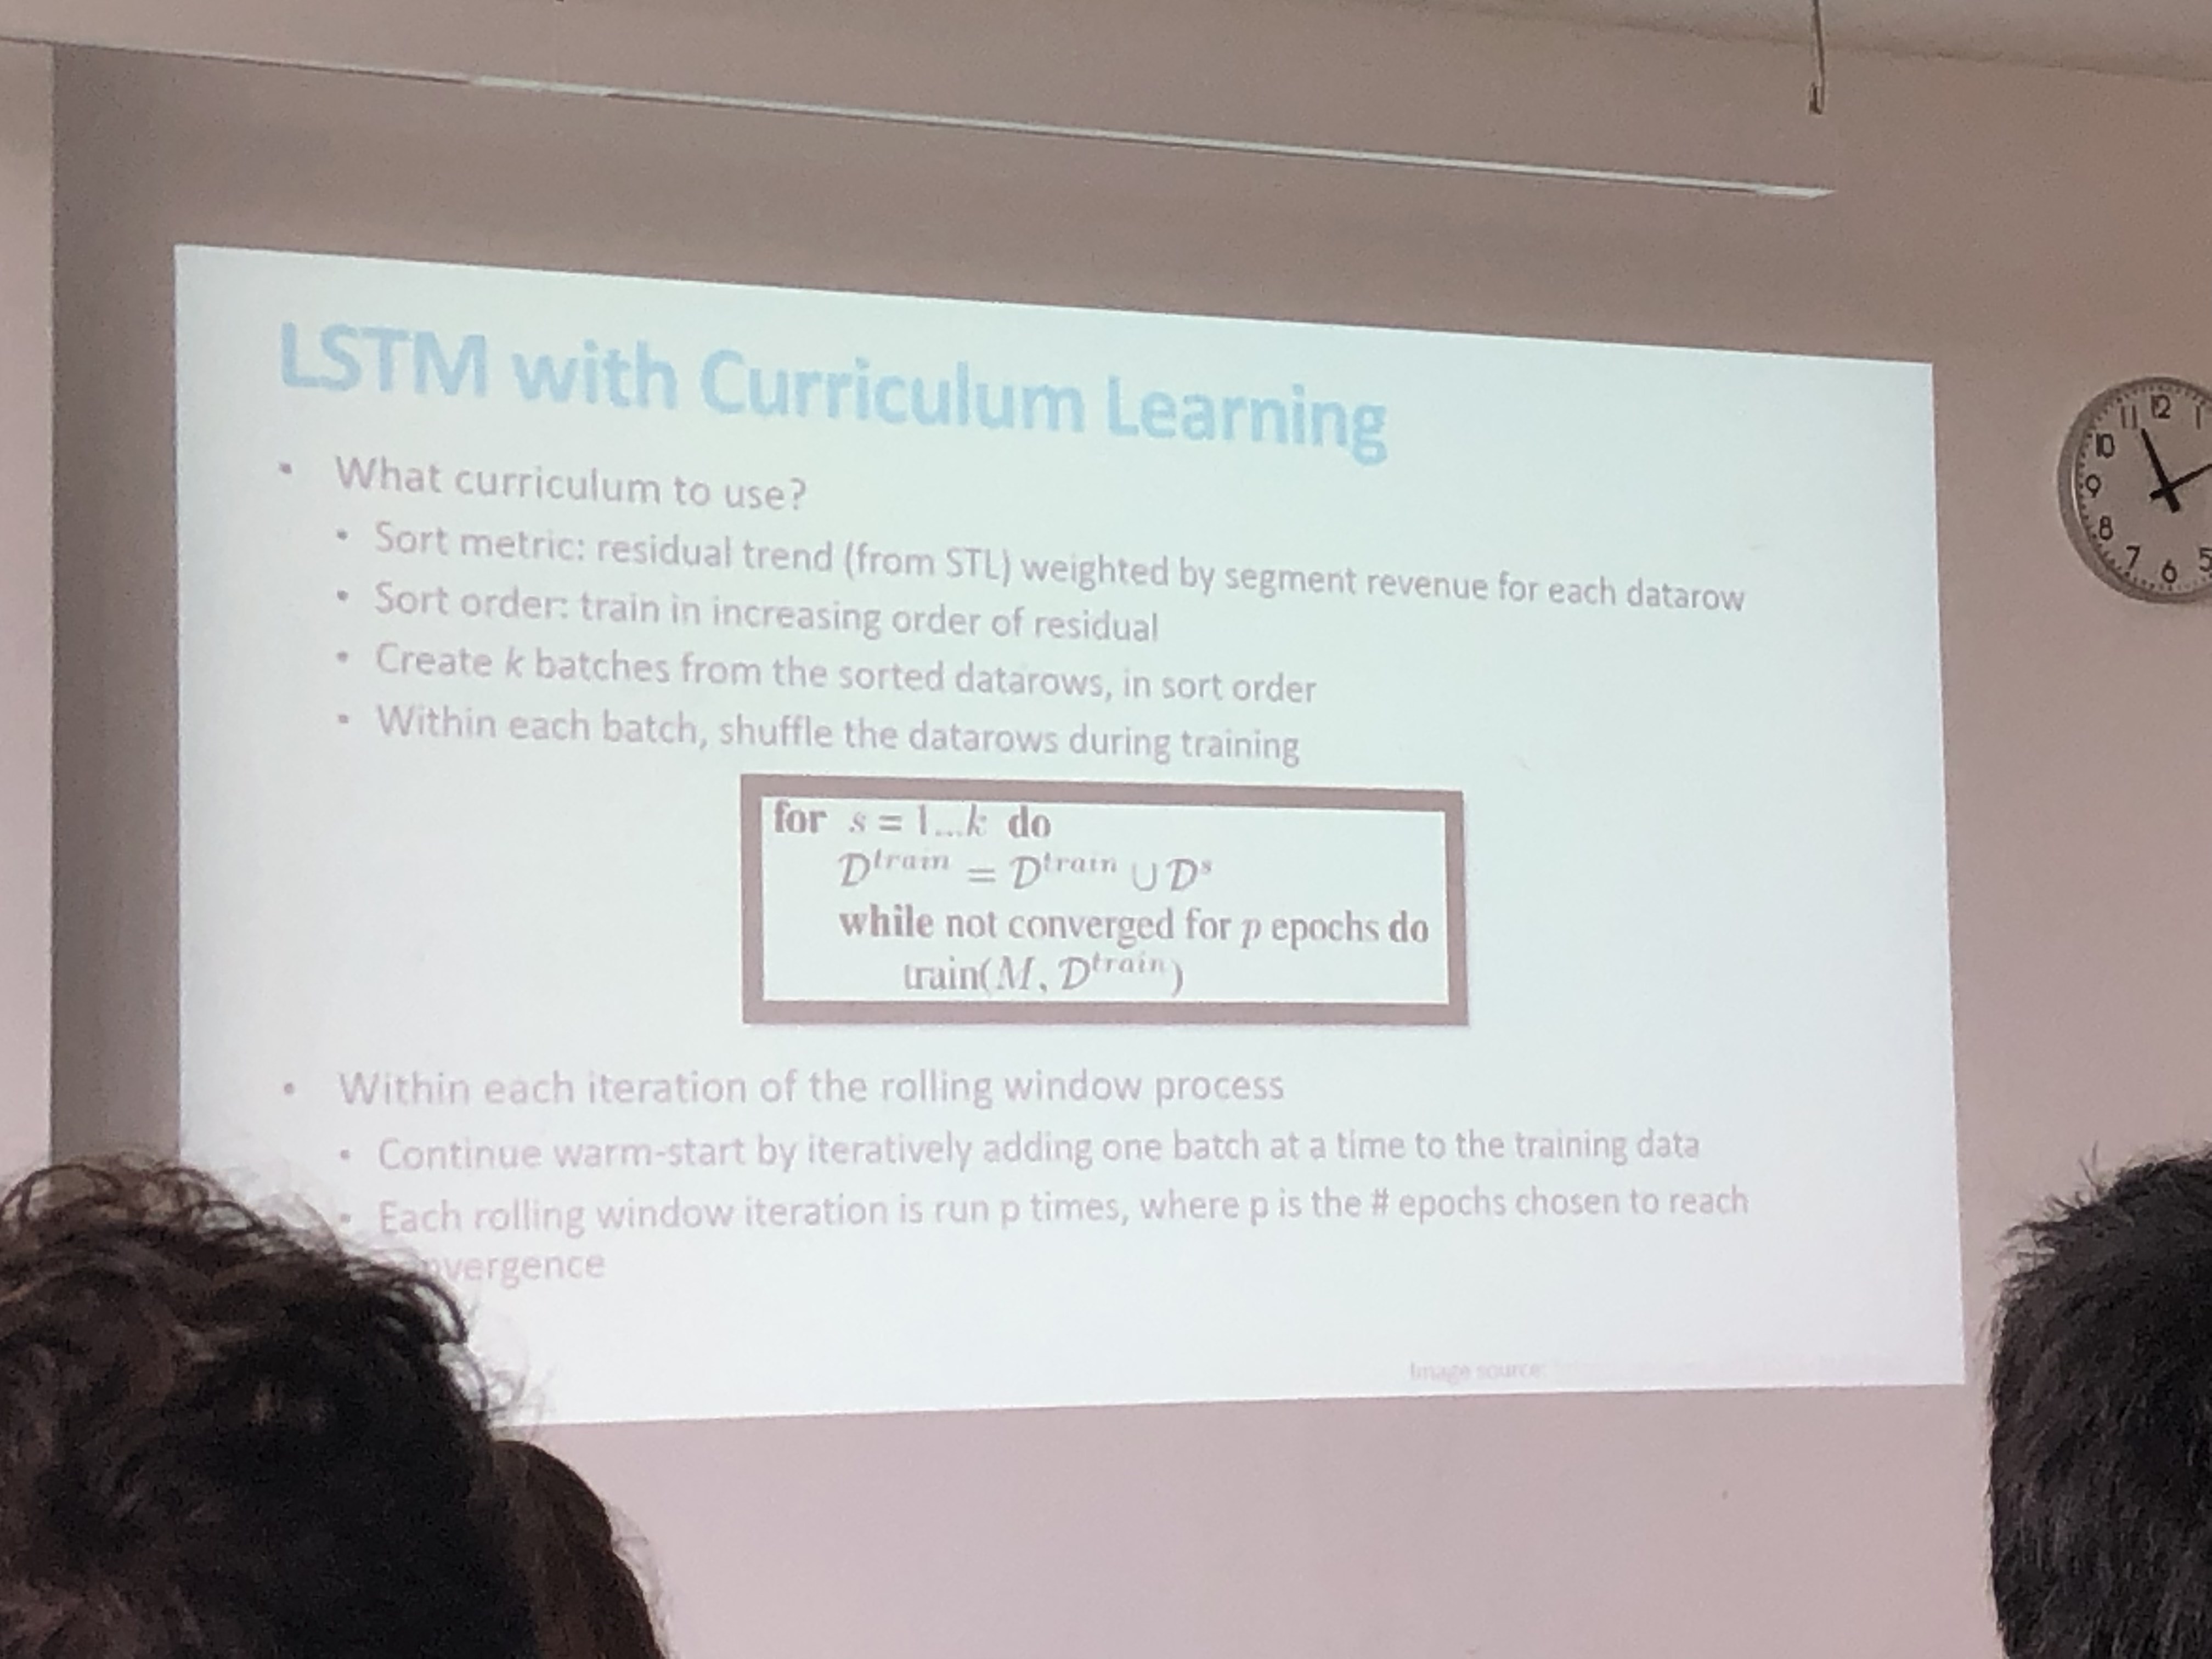 LSTM with Curriculum Learning
• What curriculum to use?
• Sort metric: residual trend (from STL) weighted by segment revenue for each datarow
• Sort order: train in increasing order of residual
• Create k batches from the sorted datarows, in sort order
• Within each batch, shuffle the datarows during training
for s = 1...k do
𝒟^train = 𝒟^train ∪ 𝒟^s
while not converged for p epochs do
train(M, 𝒟^train)
• Within each iteration of the rolling window process
• Continue warm-start by iteratively adding one batch at a time to the training data
• Each rolling window iteration is run p times, where p is the # epochs chosen to reach
nvergence
Image source:
11 12 1
10
9
8
7 6 5